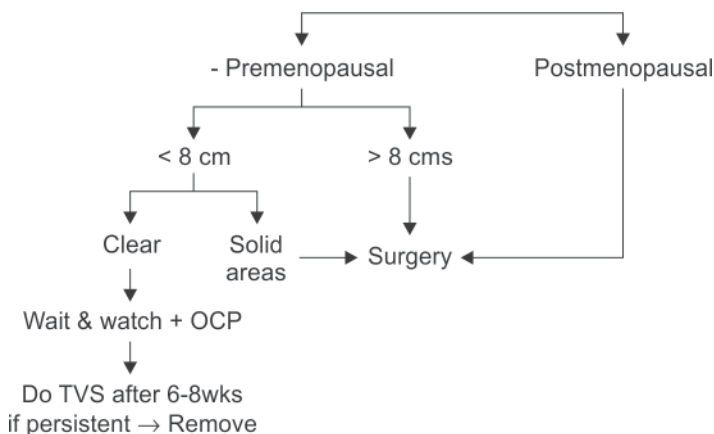 - Premenopausal
Postmenopausal
< 8 cm
> 8 cms
Clear
Solid
areas
Surgery
Wait & watch + OCP
Do TVS after 6-8wks
if persistent → Remove